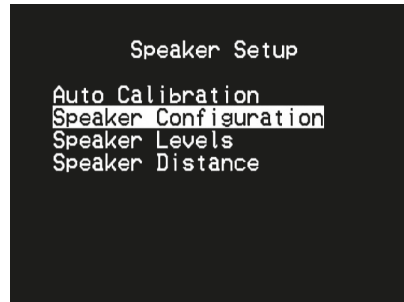 Speaker Setup
Auto Calibration
Speaker Configuration
Speaker Levels
Speaker Distance